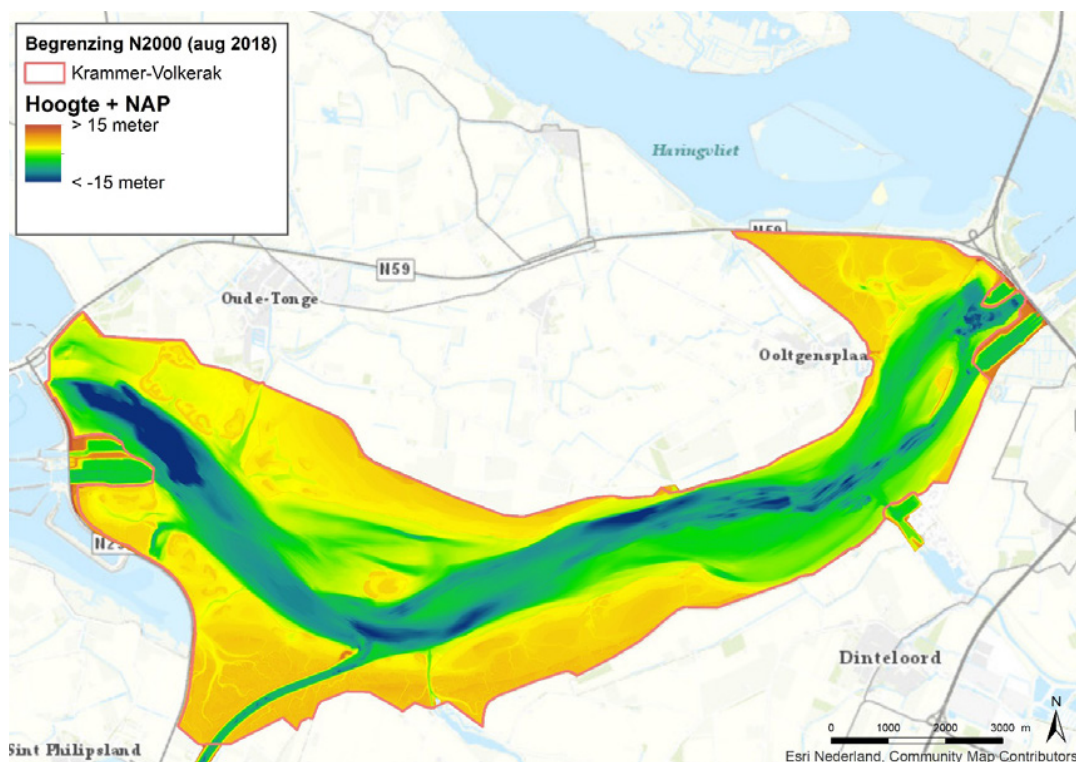 Begrenzing N2000 (aug 2018)
Krammer-Volkerak
Hoogte + NAP
> 15 meter
< -15 meter
Haringvliet
N59
N59
Oude-Tonge
Ooltgensplaa
Dinteloord
Sint Philipsland
N
0 1000 2000 3000 m
Esri Nederland, Community Map Contributors